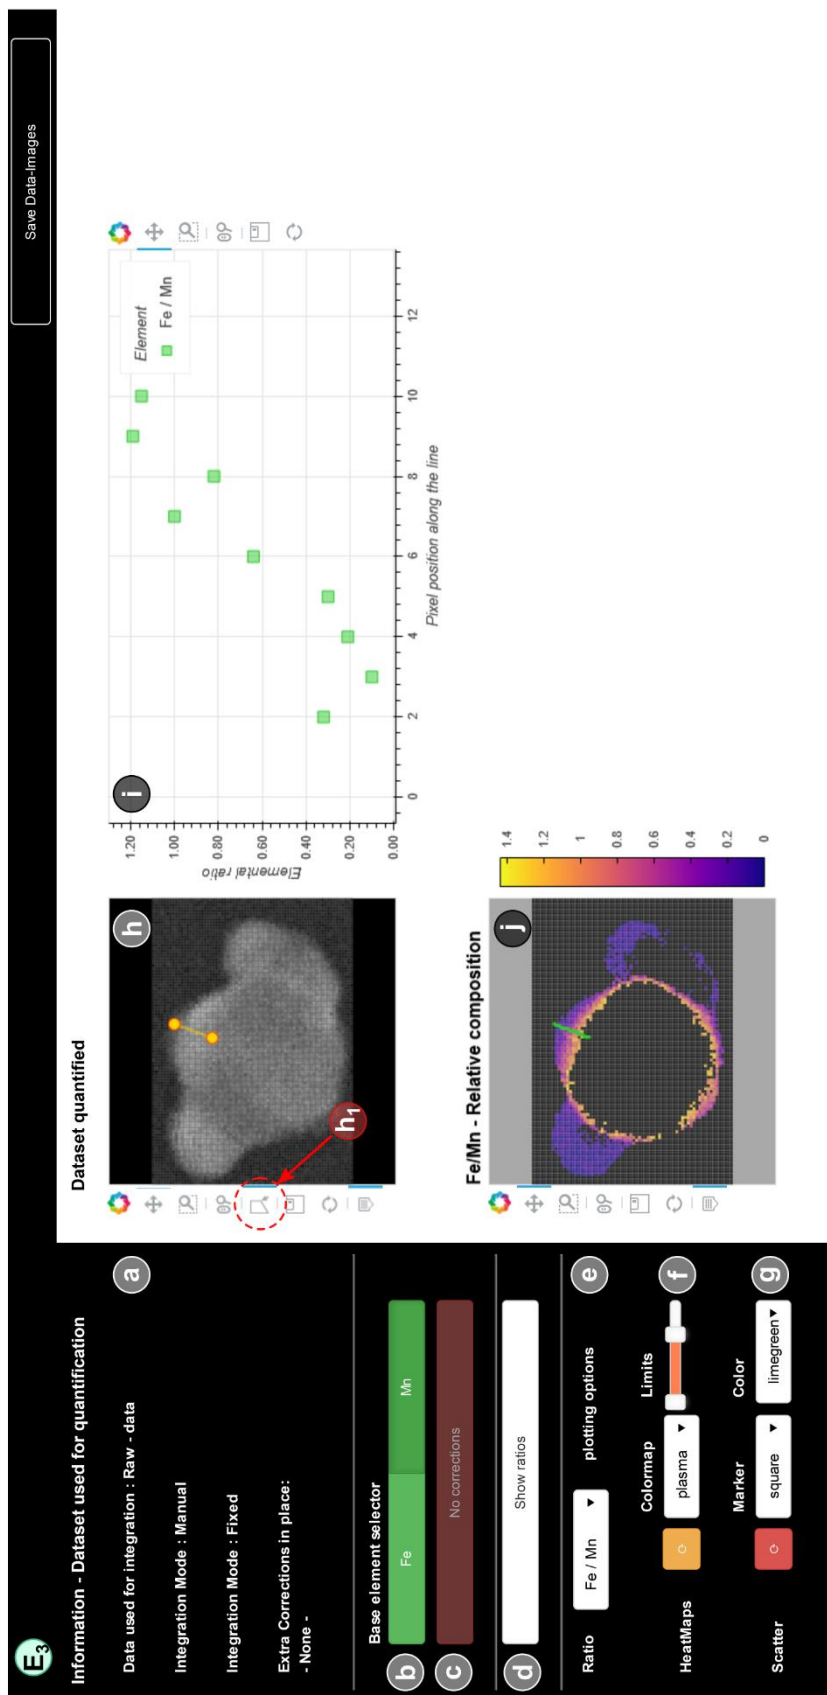 E3
Save Data-Images
Information - Dataset used for quantification
a
Data used for integration : Raw - data
Integration Mode : Manual
Integration Mode : Fixed
Extra Corrections in place:
- None -
Base element selector
b
Fe
Mn
c
No corrections
d
Show ratios
Ratio
Fe / Mn
plotting options
e
HeatMaps
Colormap
plasma
Limits
f
Scatter
Marker
square
Color
limegreen
g
Dataset quantified
h
h1
i
Elemental ratio
1.20
1.00
0.80
0.60
0.40
0.20
0.00
0
2
4
6
8
10
12
Pixel position along the line
Element
Fe / Mn
Fe/Mn - Relative composition
j
1.4
1.2
1
0.8
0.6
0.4
0.2
0